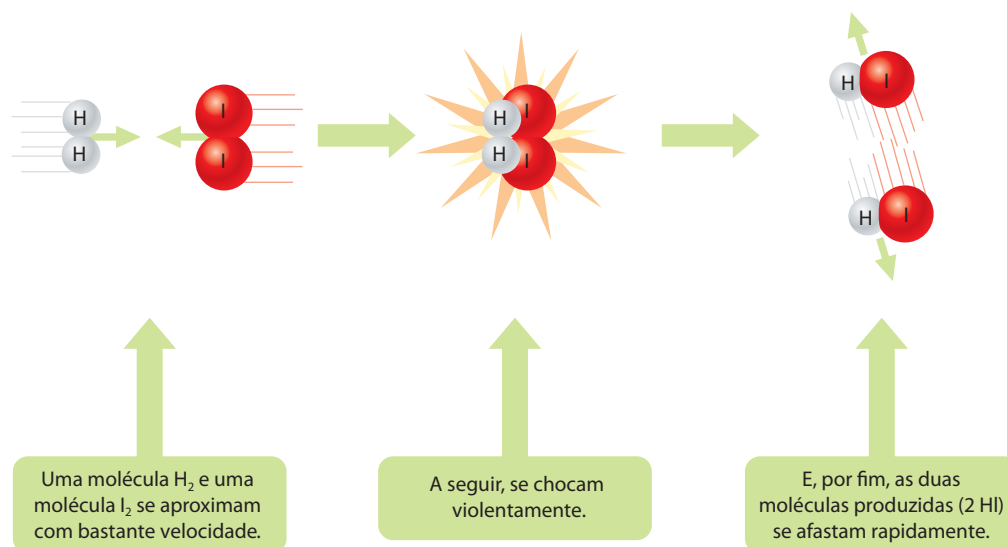 H
H
I
I
H
H
I
I
H
I
H
I
Uma molécula H₂ e uma
molécula I₂ se aproximam
com bastante velocidade.
A seguir, se chocam
violentamente.
E, por fim, as duas
moléculas produzidas (2 HI)
se afastam rapidamente.